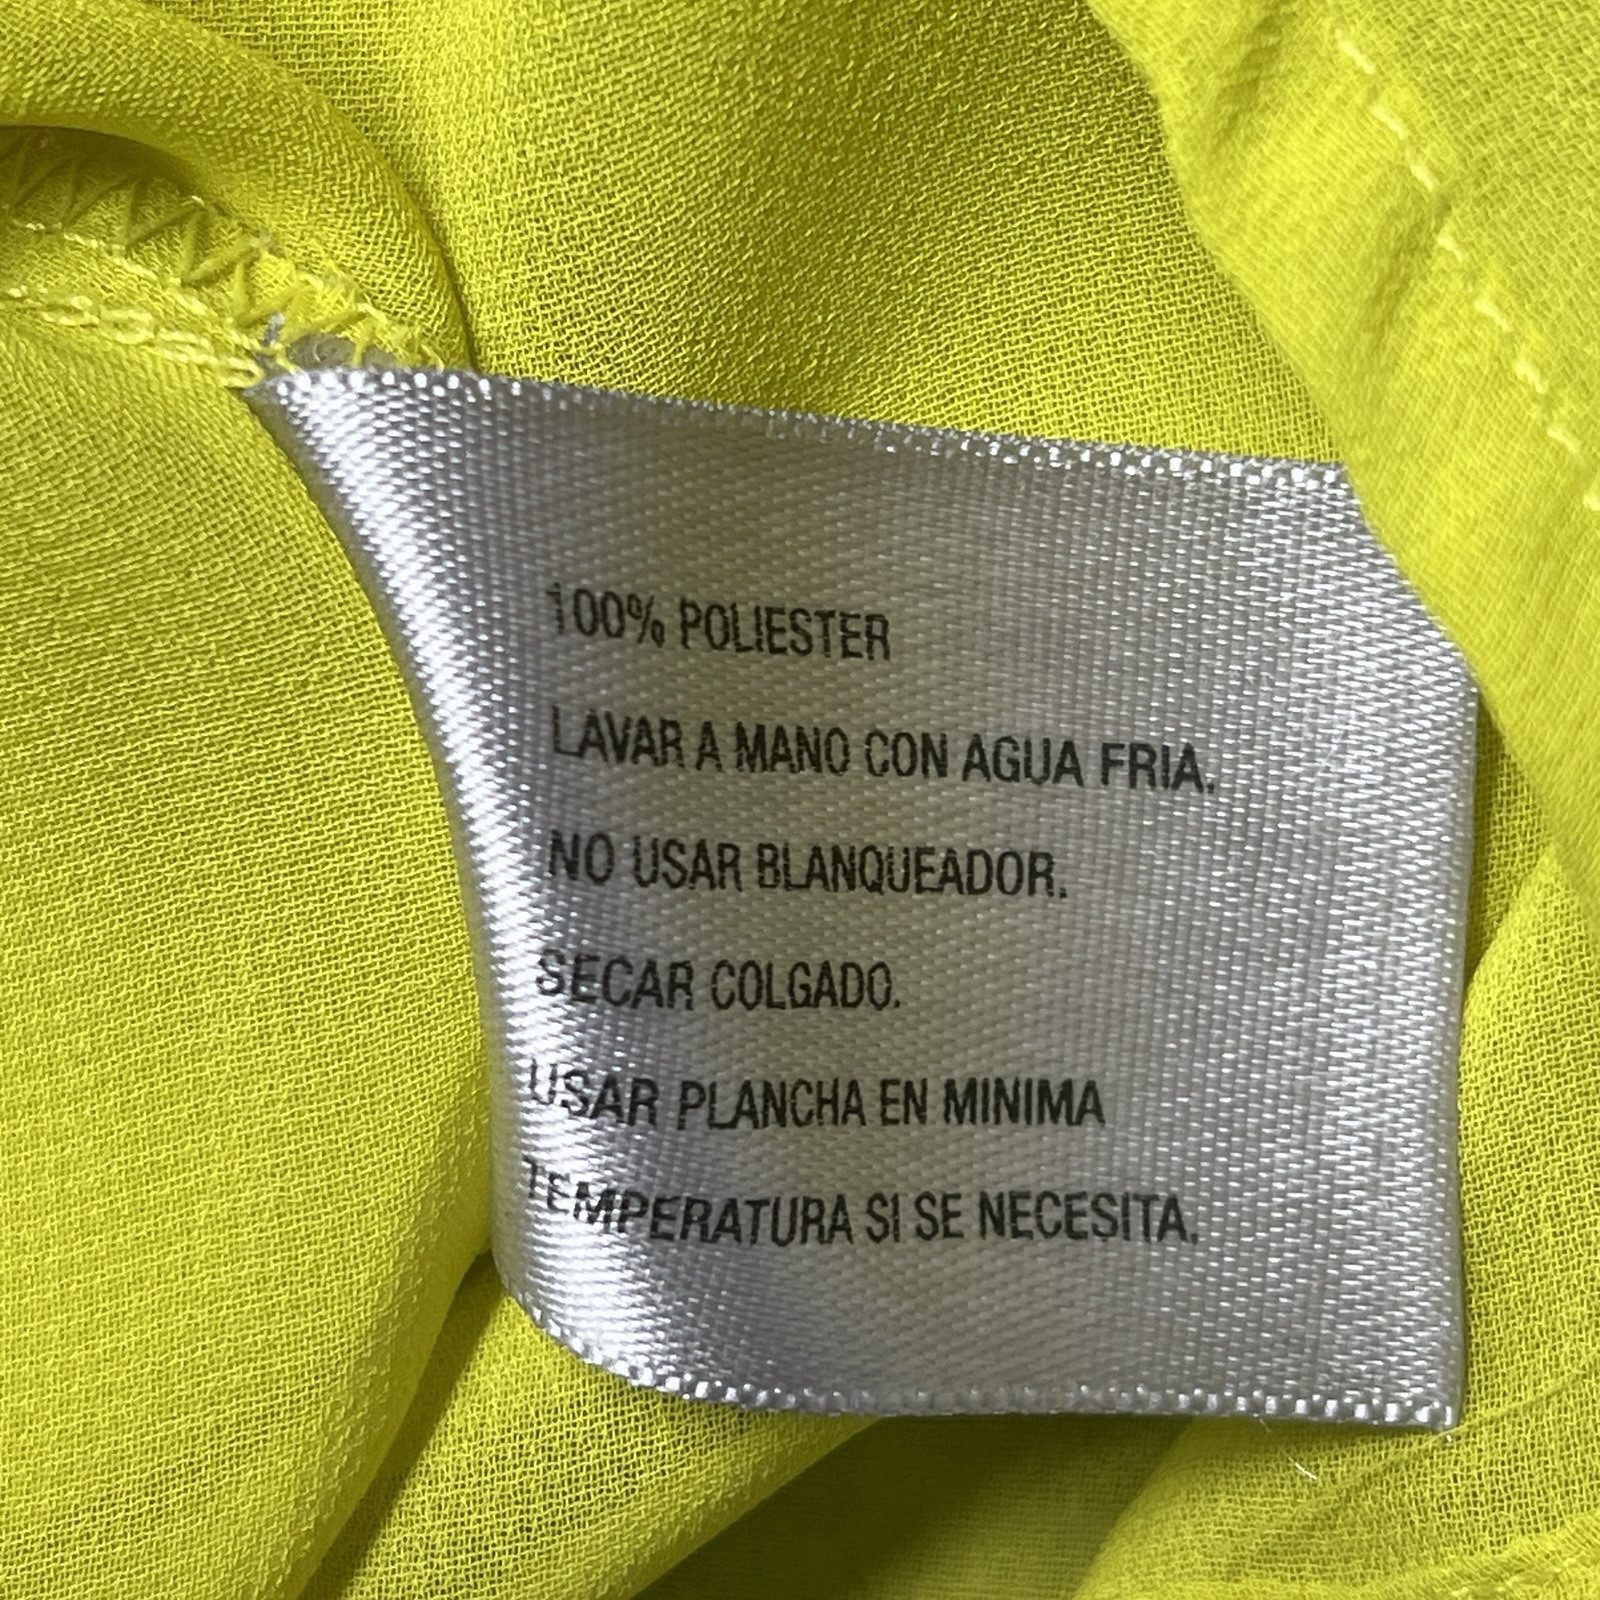 100% POLIESTER
LAVAR A MANO CON AGUA FRIA.
NO USAR BLANQUEADOR.
SECAR COLGADO.
USAR PLANCHA EN MINIMA
TEMPERATURA SI SE NECESITA.